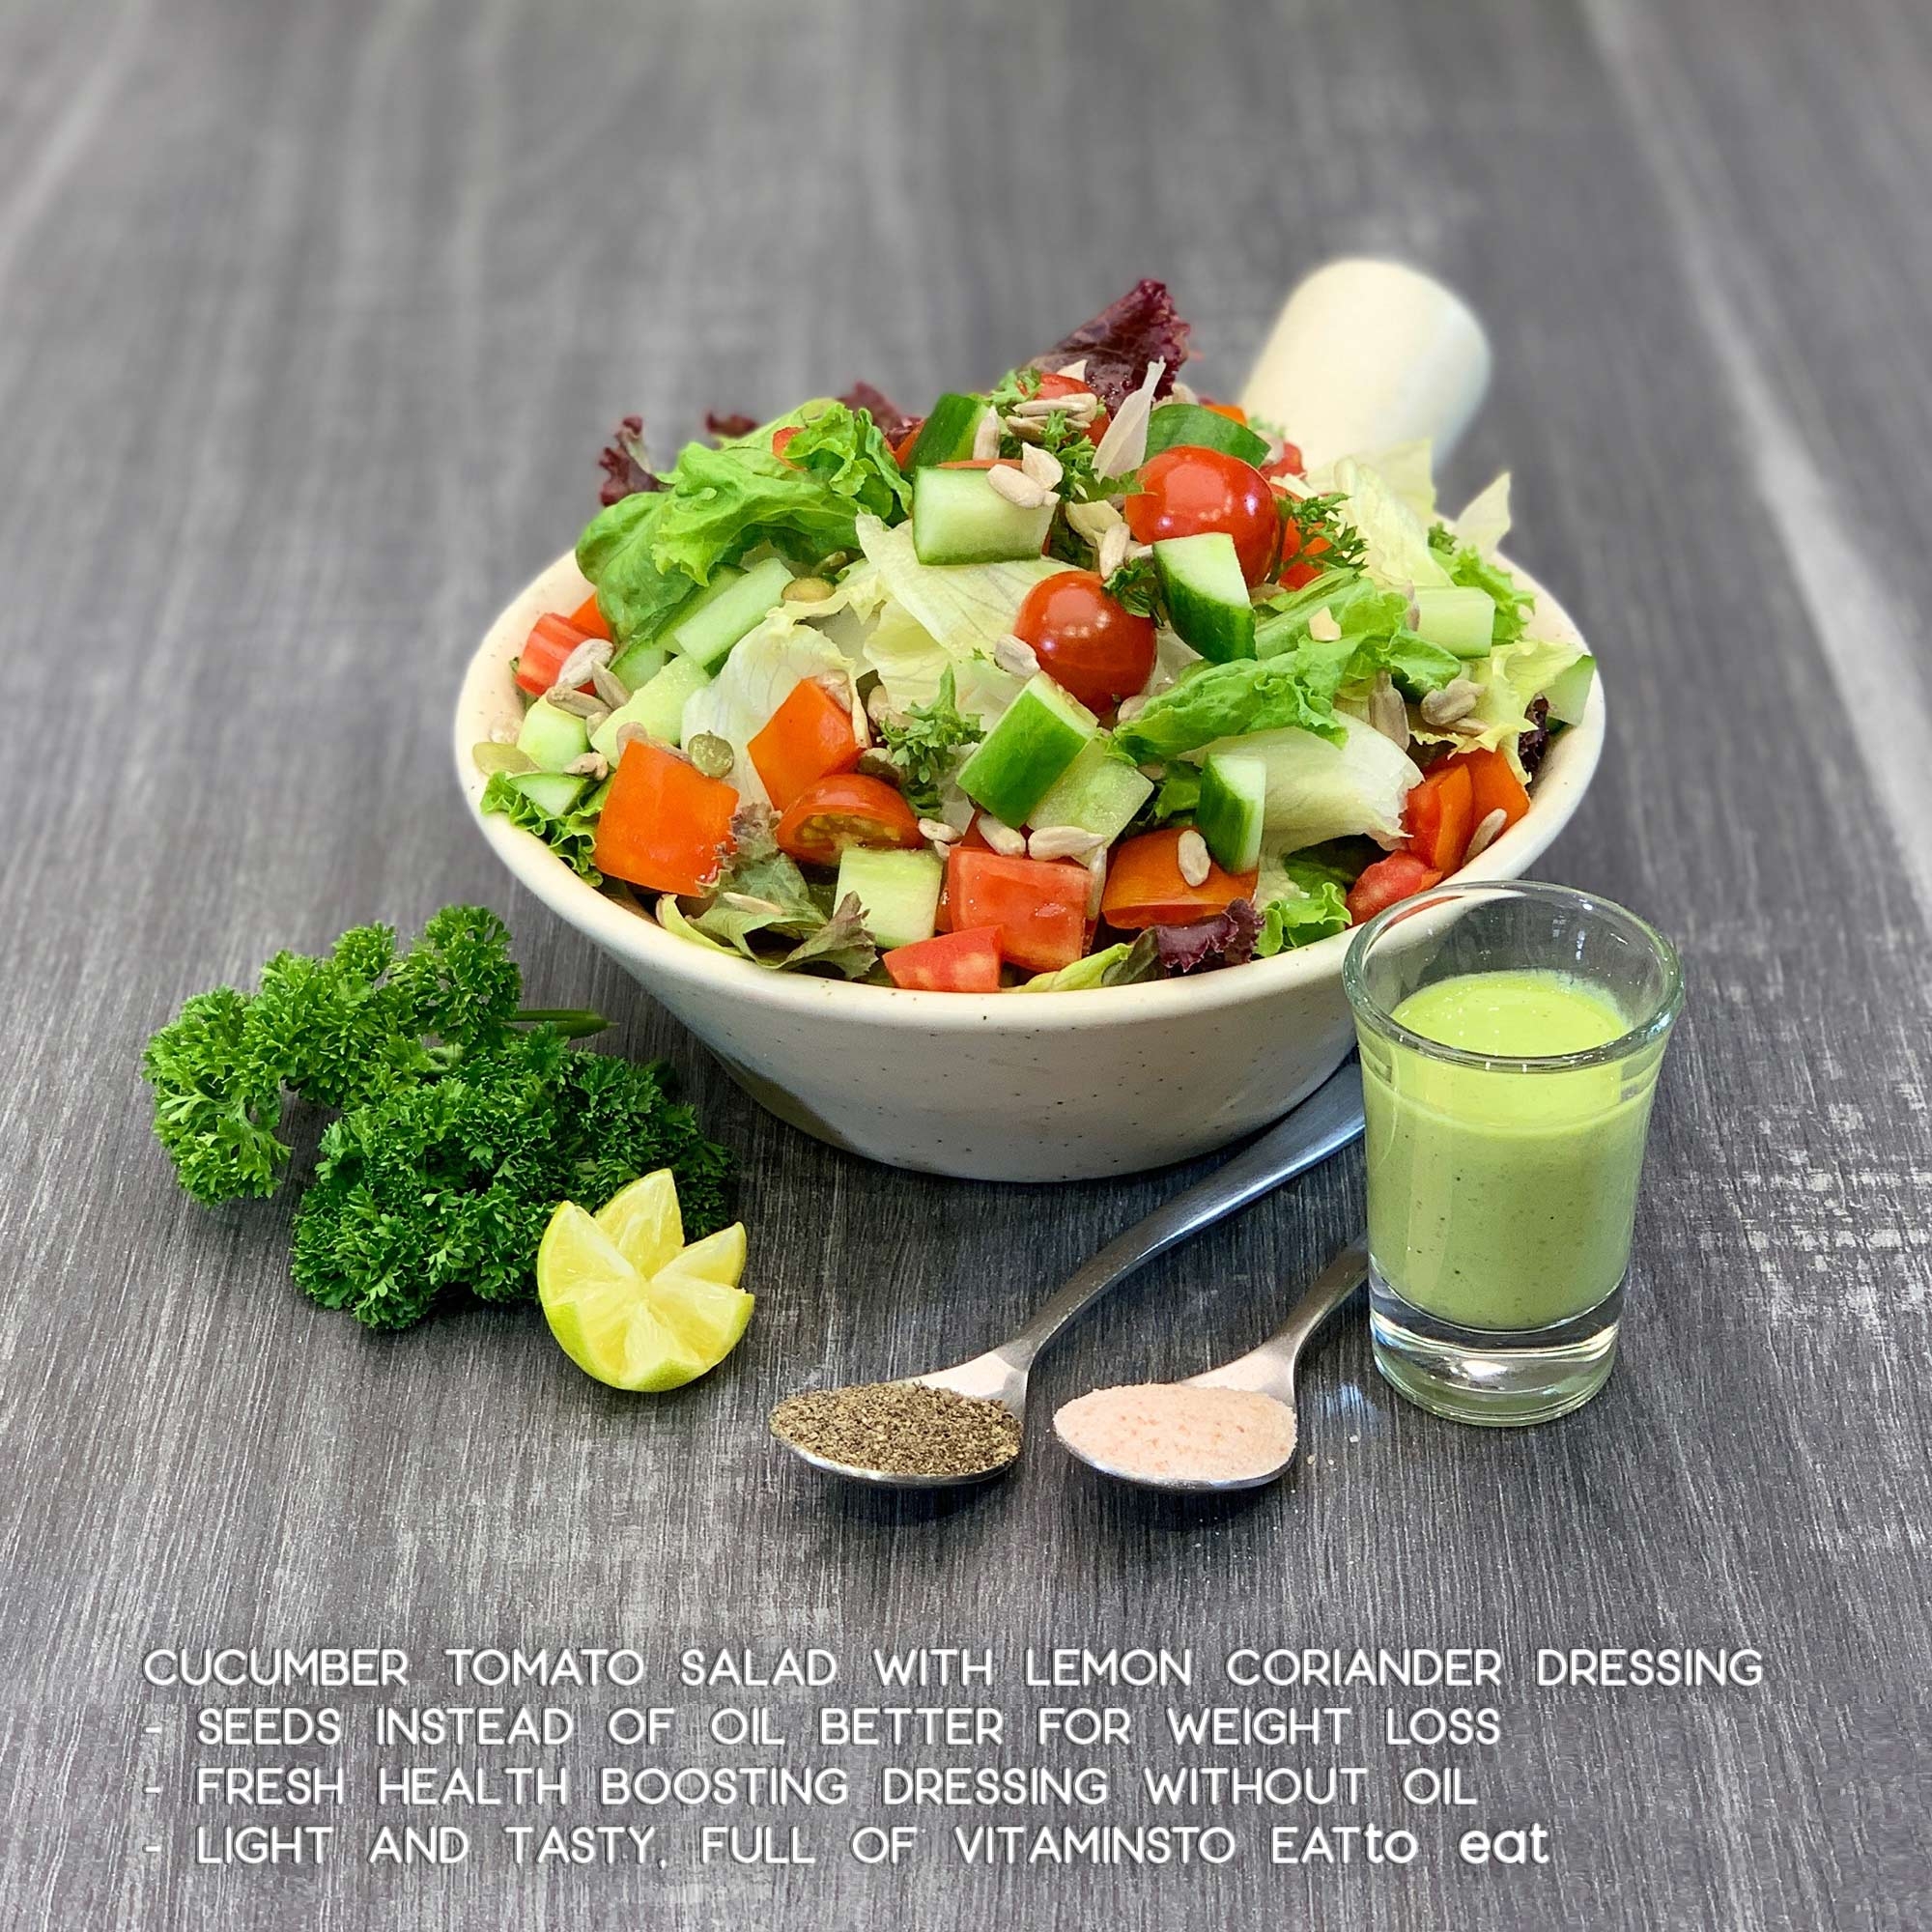 CUCUMBER TOMATO SALAD WITH LEMON CORIANDER DRESSING
- SEEDS INSTEAD OF OIL BETTER FOR WEIGHT LOSS
- FRESH HEALTH BOOSTING DRESSING WITHOUT OIL
- LIGHT AND TASTY, FULL OF VITAMINSTO EATto eat